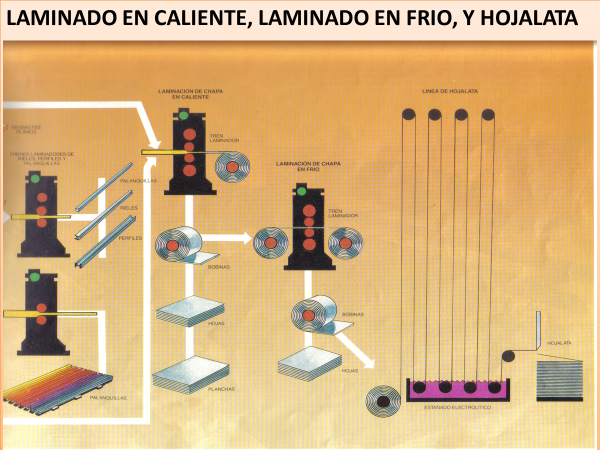 LAMINADO EN CALIENTE, LAMINADO EN FRIO, Y HOJALATA
LAMINACION DE CHAPA
EN CALIENTE
LINEA DE HOJALATA
DESBASTES
PLANOS
TREN
LAMINADOR
TRENES LAMINADORES DE
RIELES, PERFILES Y
PALANQUILLAS
LAMINACION DE CHAPA
EN FRIO
PALANQUILLAS
RIELES
TREN
LAMINADOR
PERFILES
BOBINAS
BOBINAS
HOJAS
HOJALATA
HOJAS
PLANCHAS
PALANQUILLAS
ESTAÑADO ELECTROLITICO